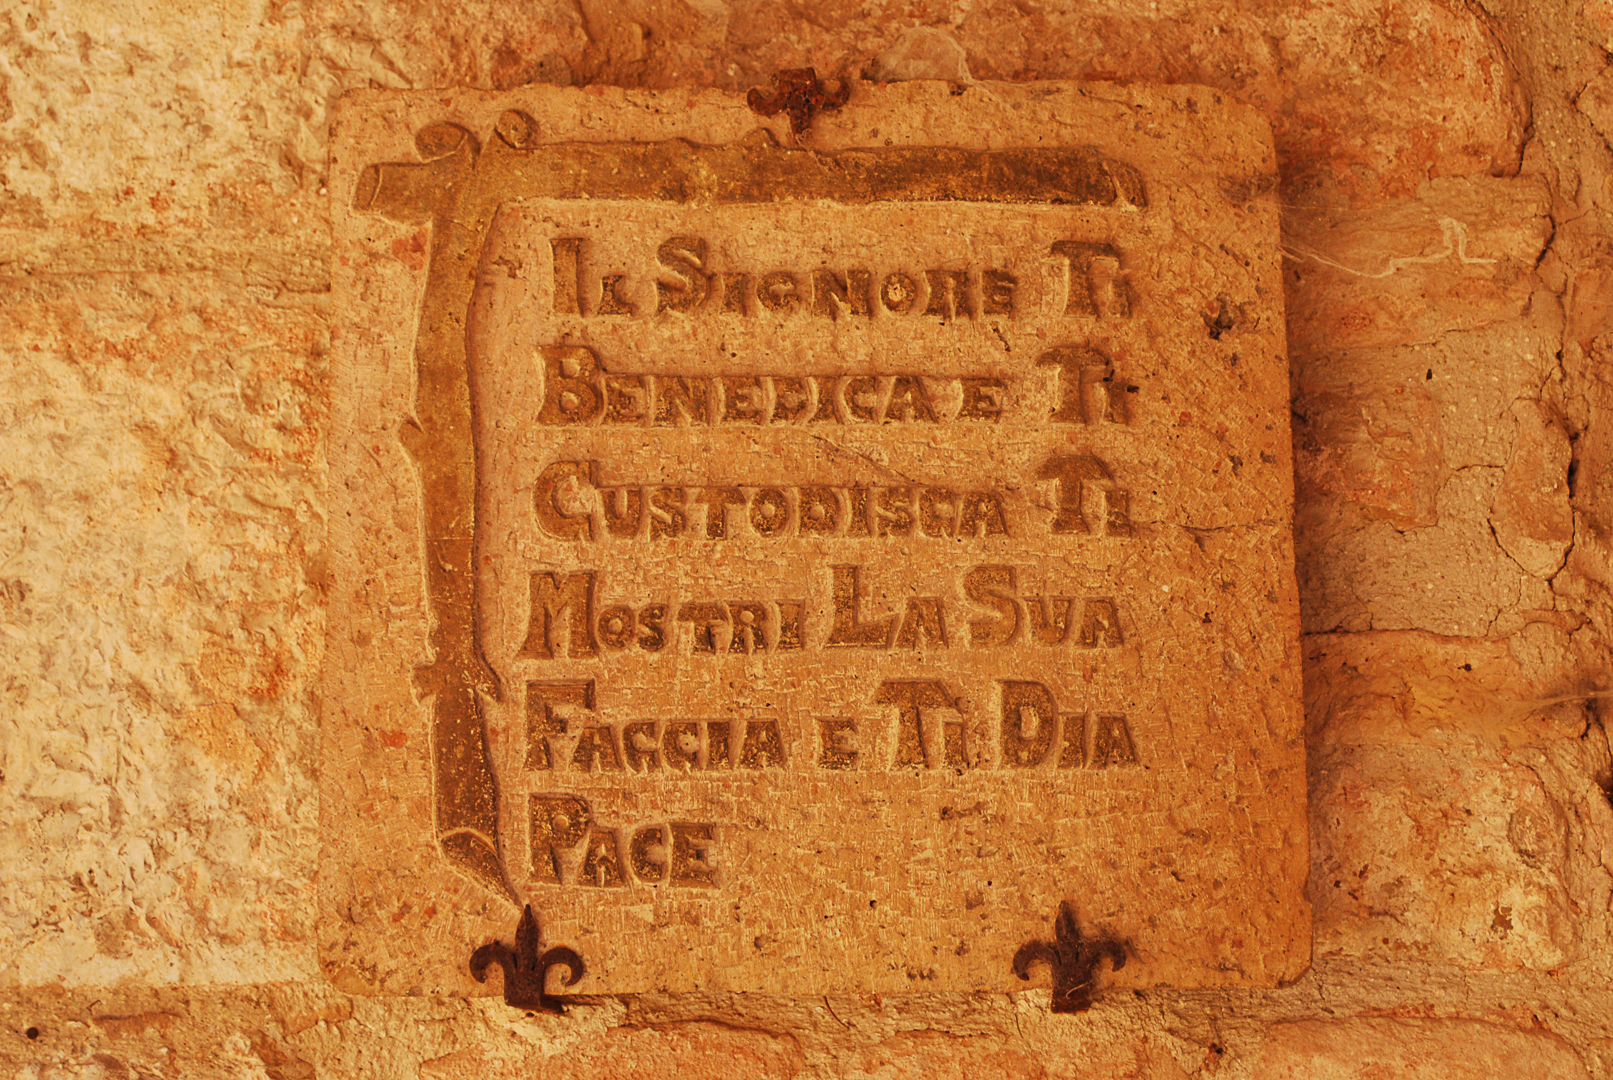 Il Signore Ti
Benedica e Ti
Custodisca Ti
Mostri La Sua
Faccia e Ti Dia
Pace